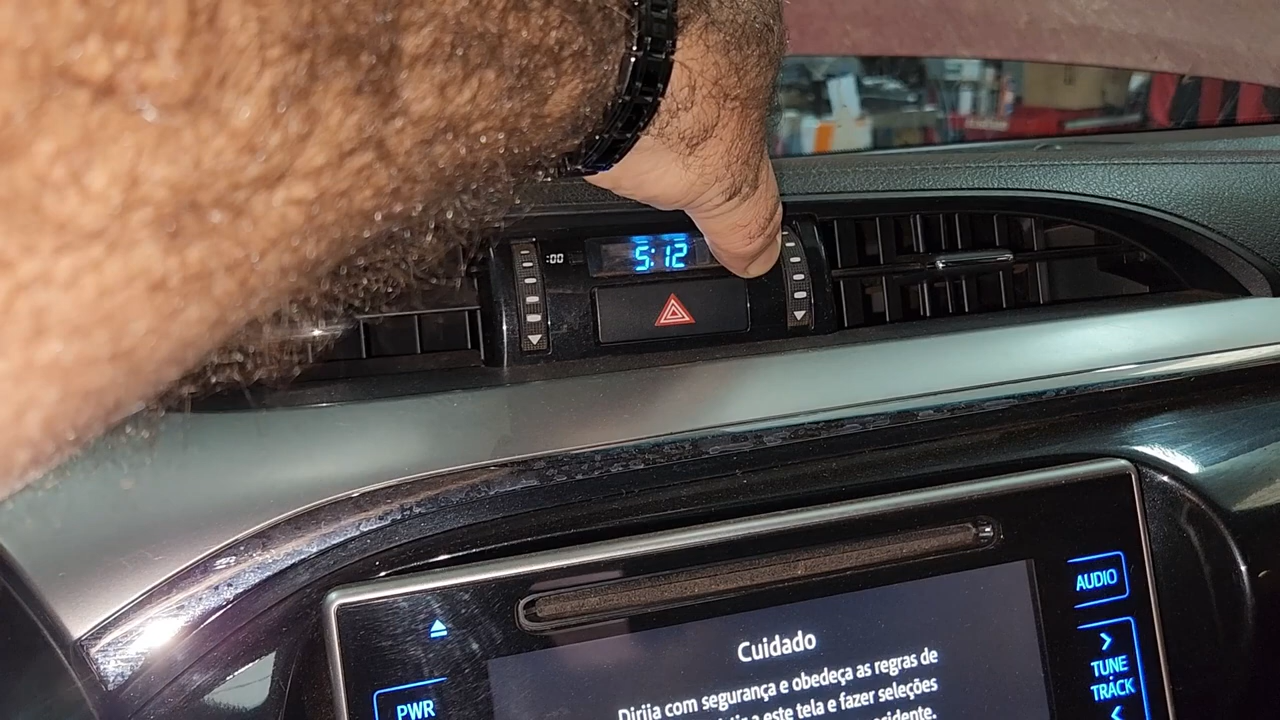 :00
5:12
AUDIO
TUNE
TRACK
PWR
Cuidado
Dirija com segurança e obedeça as regras de
a este tela e fazer seleções